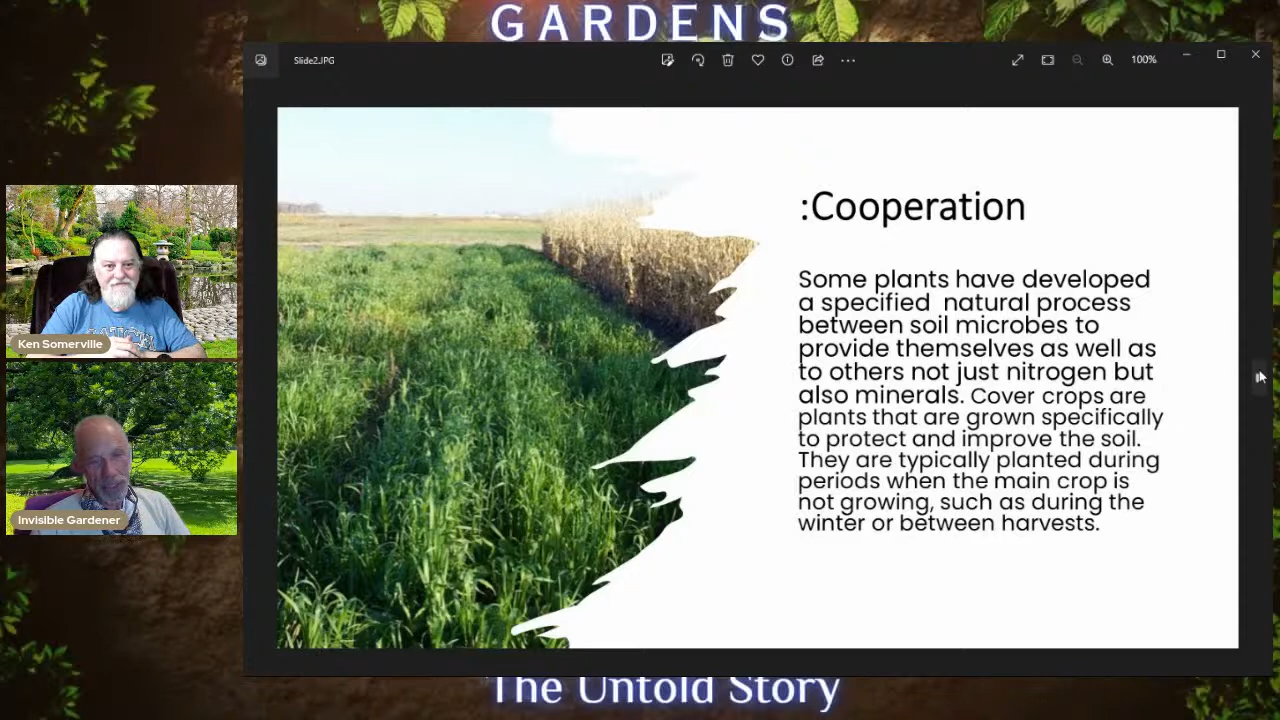 GARDENS
Slide2.JPG
100%
:Cooperation
Some plants have developed
a specified natural process
between soil microbes to
provide themselves as well as
to others not just nitrogen but
also minerals. Cover crops are
plants that are grown specifically
to protect and improve the soil.
They are typically planted during
periods when the main crop is
not growing, such as during the
winter or between harvests.
Ken Somerville
Invisible Gardener
The Untold Story